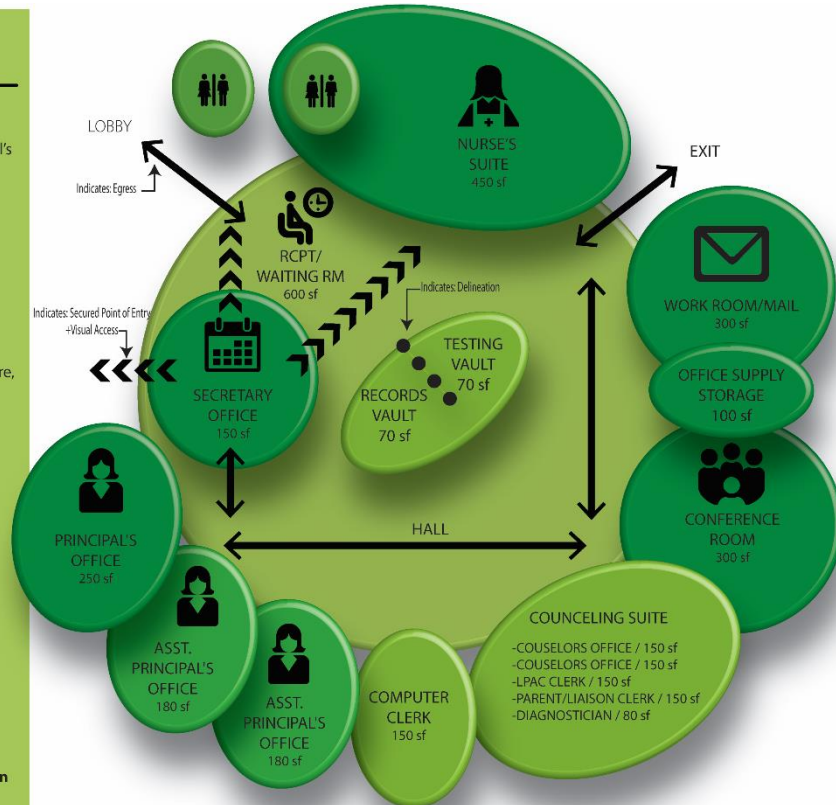 l's
re,
n
LOBBY
Indicates: Egress
EXIT
NURSE'S
SUITE
450 sf
RCPT/
WAITING RM
600 sf
Indicates: Secured Point of Entry
+Visual Access
Indicates: Delineation
SECRETARY
OFFICE
150 sf
TESTING
VAULT
70 sf
RECORDS
VAULT
70 sf
WORK ROOM/MAIL
300 sf
OFFICE SUPPLY
STORAGE
100 sf
CONFERENCE
ROOM
300 sf
HALL
PRINCIPAL'S
OFFICE
250 sf
ASST.
PRINCIPAL'S
OFFICE
180 sf
ASST.
PRINCIPAL'S
OFFICE
180 sf
COMPUTER
CLERK
150 sf
COUNCELING SUITE
-COUSELORS OFFICE / 150 sf
-COUSELORS OFFICE / 150 sf
-LPAC CLERK / 150 sf
-PARENT/LIAISON CLERK / 150 sf
-DIAGNOSTICIAN / 80 sf